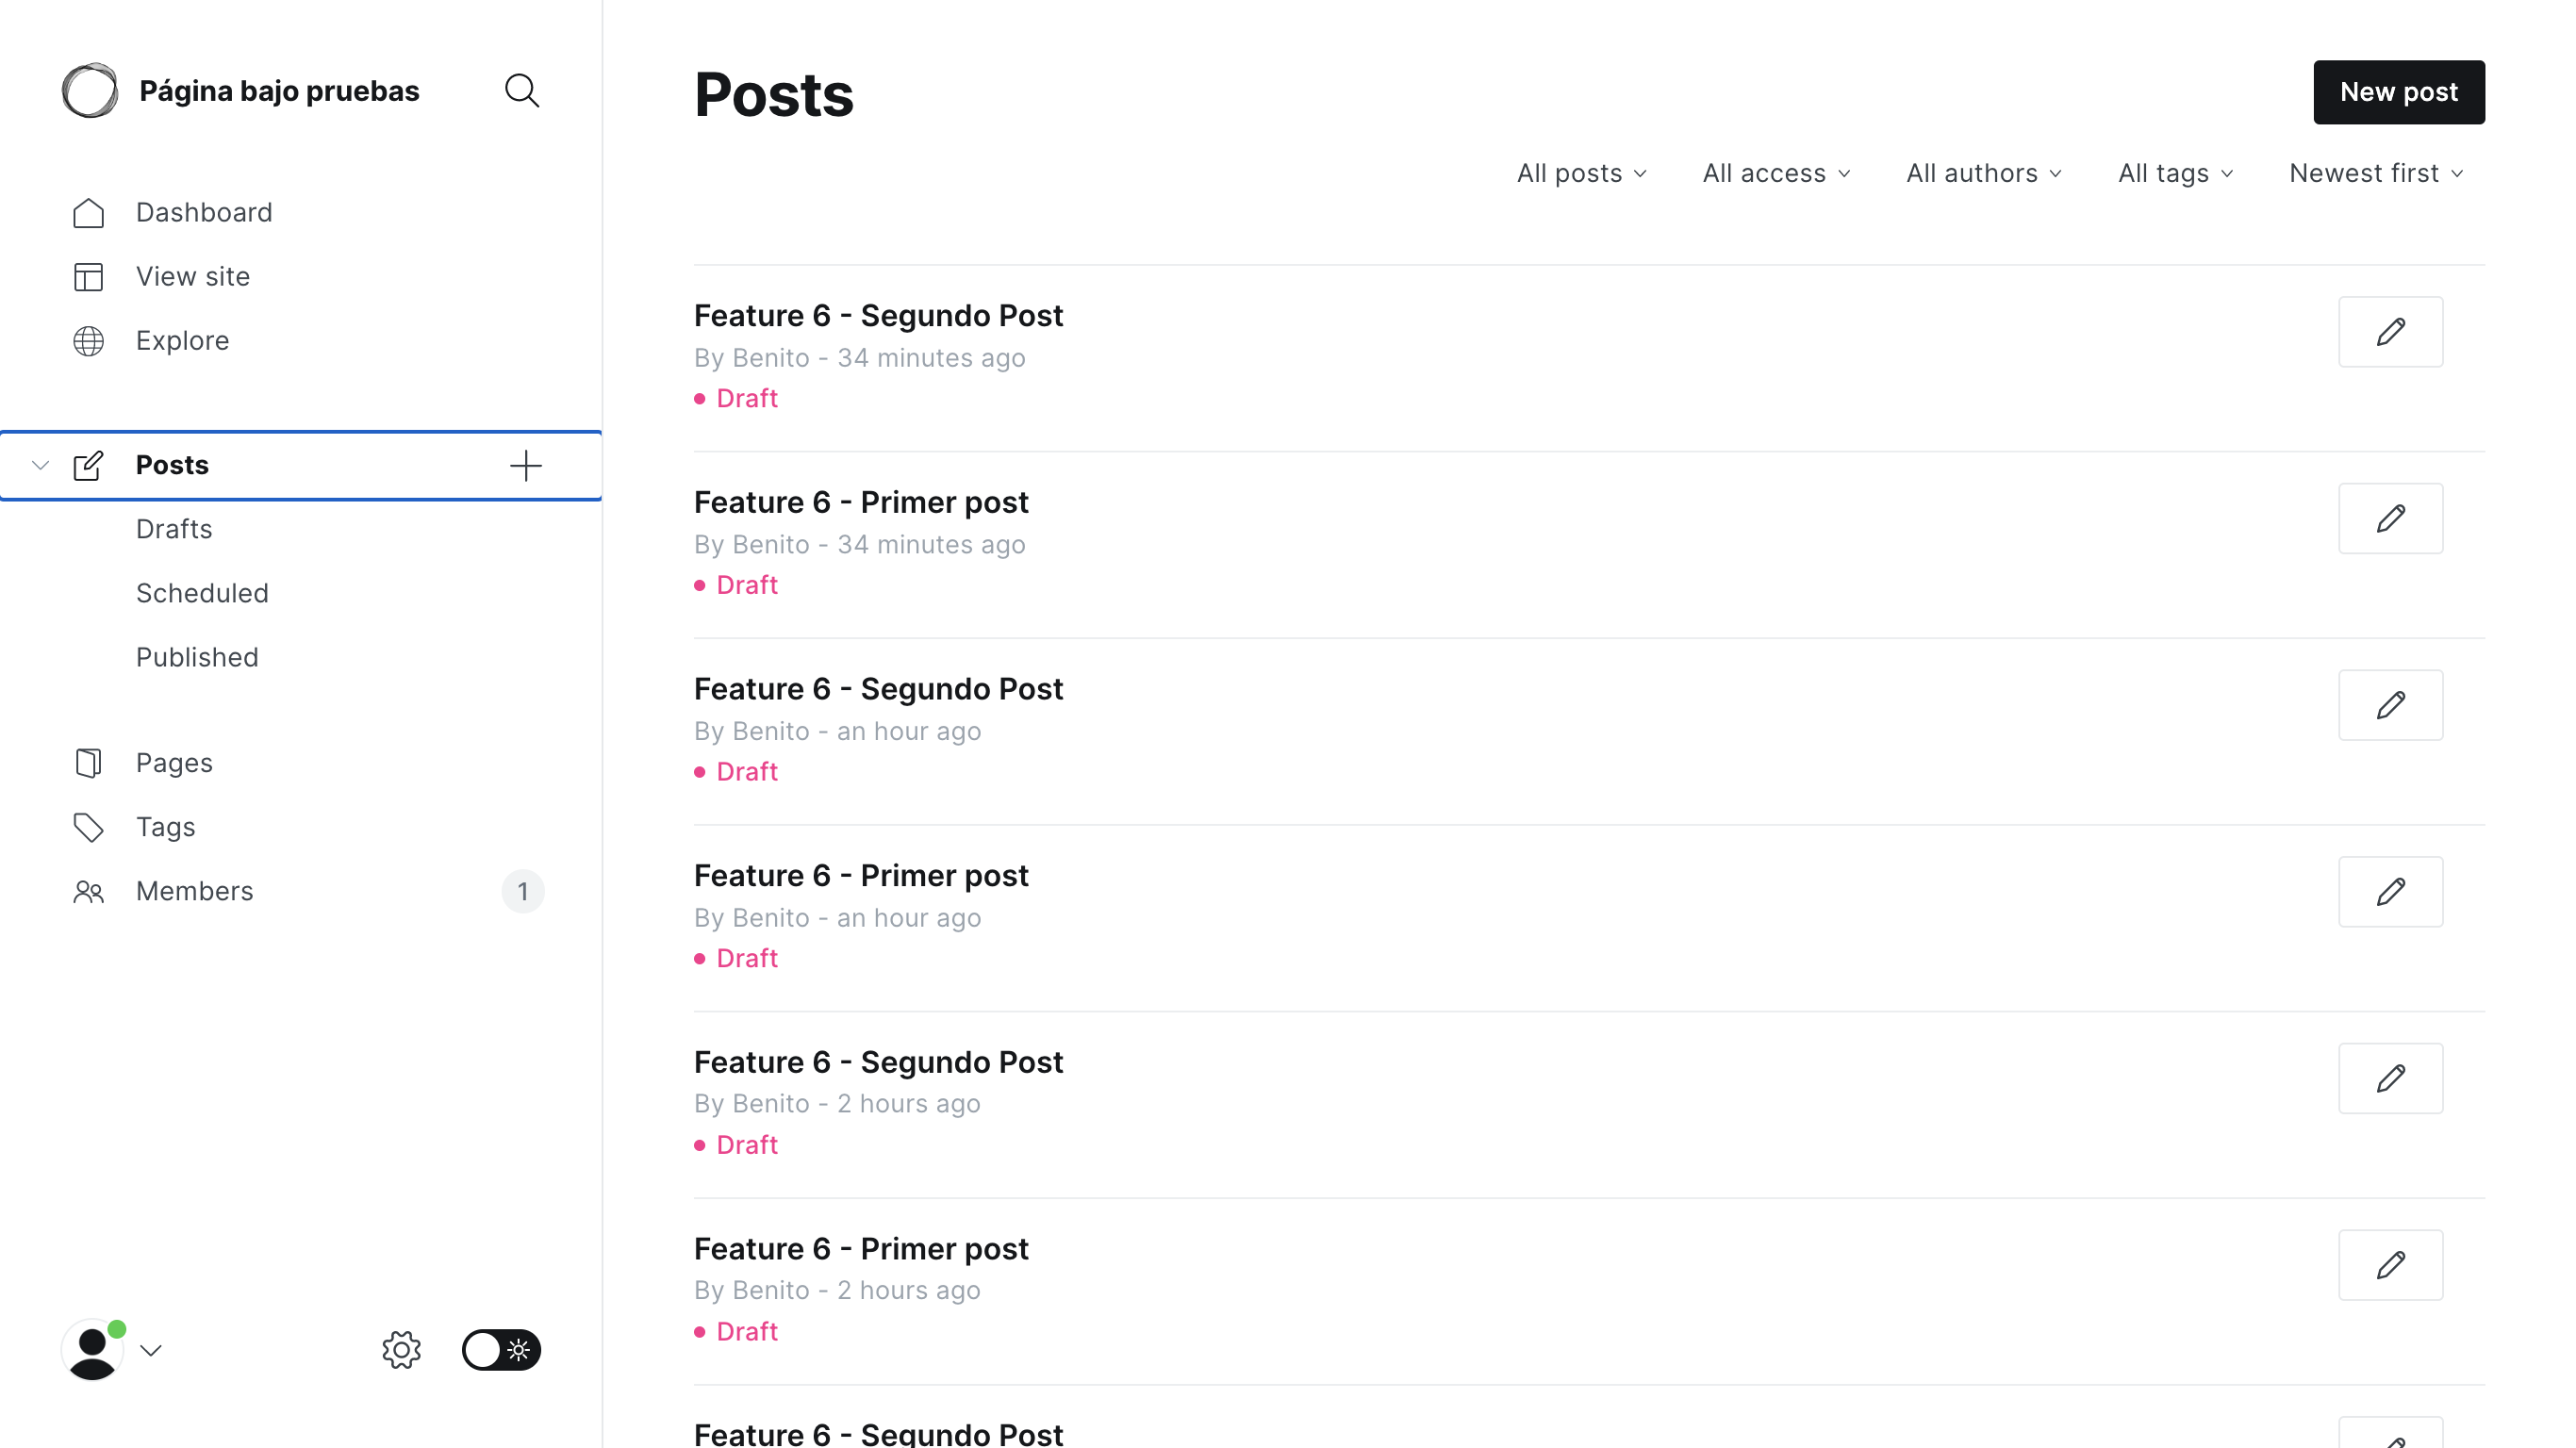 Página bajo pruebas
Dashboard
View site
Explore
Posts
Drafts
Scheduled
Published
Pages
Tags
Members 1
Posts
New post
All posts All access All authors All tags Newest first
Feature 6 - Segundo Post
By Benito - 34 minutes ago
Draft
Feature 6 - Primer post
By Benito - 34 minutes ago
Draft
Feature 6 - Segundo Post
By Benito - an hour ago
Draft
Feature 6 - Primer post
By Benito - an hour ago
Draft
Feature 6 - Segundo Post
By Benito - 2 hours ago
Draft
Feature 6 - Primer post
By Benito - 2 hours ago
Draft
Feature 6 - Segundo Post